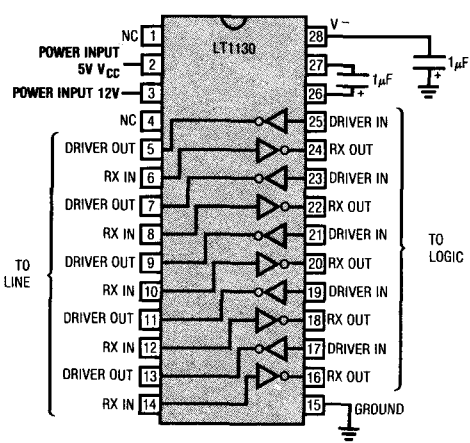 LT1130
NC 1
28 V−
POWER INPUT
5V VCC 2
27
1μF
+
1μF
+
POWER INPUT 12V 3
26
NC 4
25 DRIVER IN
DRIVER OUT 5
24 RX OUT
RX IN 6
23 DRIVER IN
DRIVER OUT 7
22 RX OUT
RX IN 8
21 DRIVER IN
DRIVER OUT 9
20 RX OUT
RX IN 10
19 DRIVER IN
DRIVER OUT 11
18 RX OUT
RX IN 12
17 DRIVER IN
DRIVER OUT 13
16 RX OUT
RX IN 14
15 GROUND
TO
LINE
TO
LOGIC